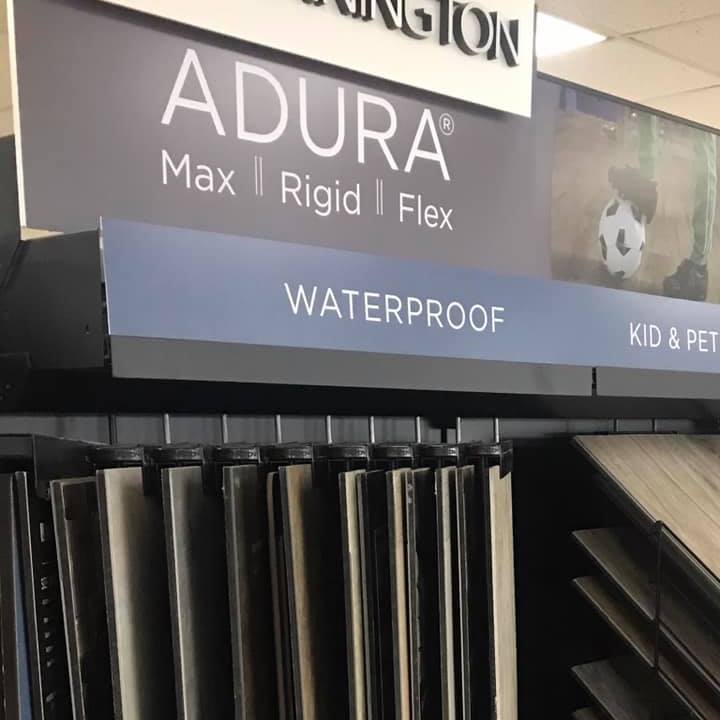 ADURA®
Max || Rigid || Flex
WATERPROOF
KID & PET